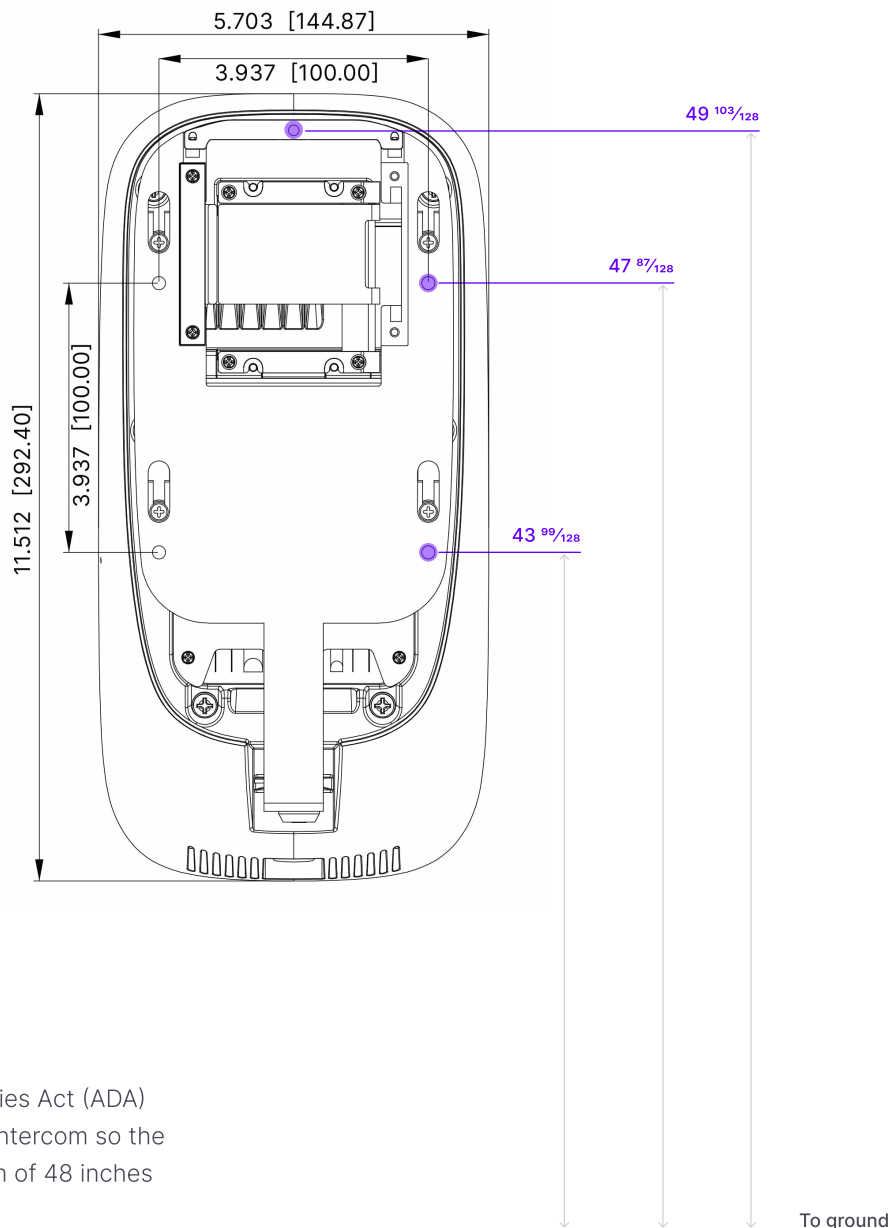 5.703 [144.87]
3.937 [100.00]
49 103/128
47 87/128
3.937 [100.00]
11.512 [292.40]
43 99/128
ies Act (ADA)
ntercom so the
of 48 inches
To ground